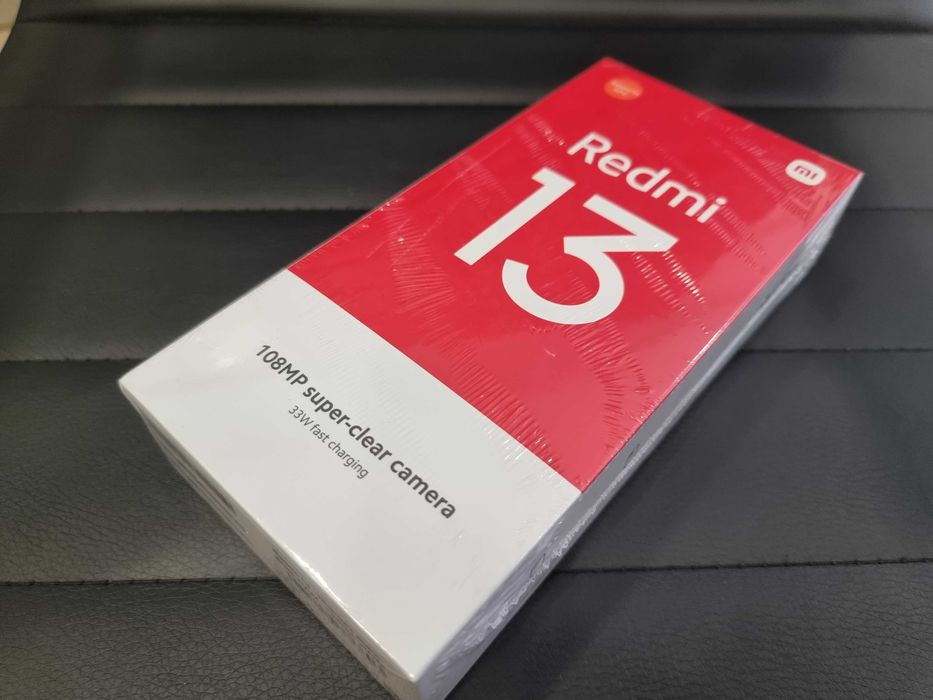 Redmi
13
mi
108MP super-clear camera
33W fast charging